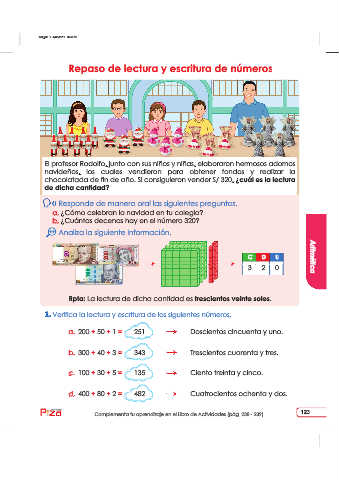 Repaso de lectura y escritura de números
El profesor Rodolfo, junto con sus niños y niñas, elaboraron hermosos adornos
navideños, los cuales vendieron para obtener fondos y realizar la
chocolatada de fin de año. Si consiguieron vender S/ 320, ¿cuál es la lectura
de dicha cantidad?
Responde de manera oral las siguientes preguntas.
a. ¿Cómo celebran la navidad en tu colegio?
b. ¿Cuántas decenas hay en el número 320?
Analiza la siguiente información.
C D U
3 2 0
Aritmética
Rpta: La lectura de dicha cantidad es trescientos veinte soles.
1. Verifica la lectura y escritura de los siguientes números.
a. 200 + 50 + 1 = 251 → Doscientos cincuenta y uno.
b. 300 + 40 + 3 = 343 → Trescientos cuarenta y tres.
c. 100 + 30 + 5 = 135 → Ciento treinta y cinco.
d. 400 + 80 + 2 = 482 → Cuatrocientos ochenta y dos.
Complementa tu aprendizaje en el libro de Actividades (pág. 238 - 239)
123